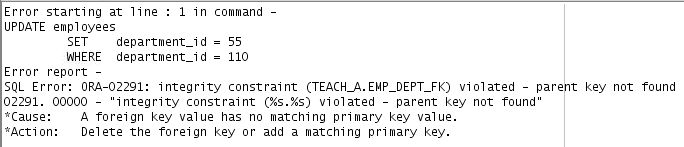 Error starting at line : 1 in command -
UPDATE employees
SET department_id = 55
WHERE department_id = 110
Error report -
SQL Error: ORA-02291: integrity constraint (TEACH_A.EMP_DEPT_FK) violated - parent key not found
02291. 00000 - "integrity constraint (%s.%s) violated - parent key not found"
*Cause: A foreign key value has no matching primary key value.
*Action: Delete the foreign key or add a matching primary key.